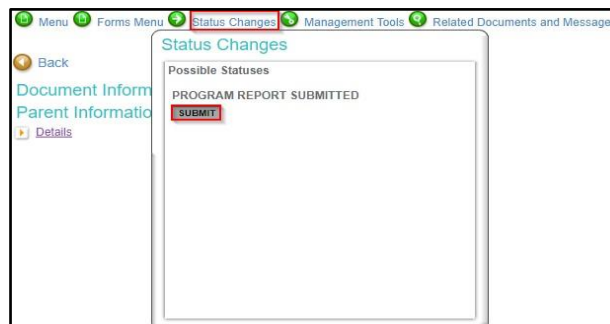 Menu Forms Menu Status Changes Management Tools Related Documents and Message
Status Changes
Back
Possible Statuses
Document Inform
PROGRAM REPORT SUBMITTED
Parent Informatio
SUBMIT
Details